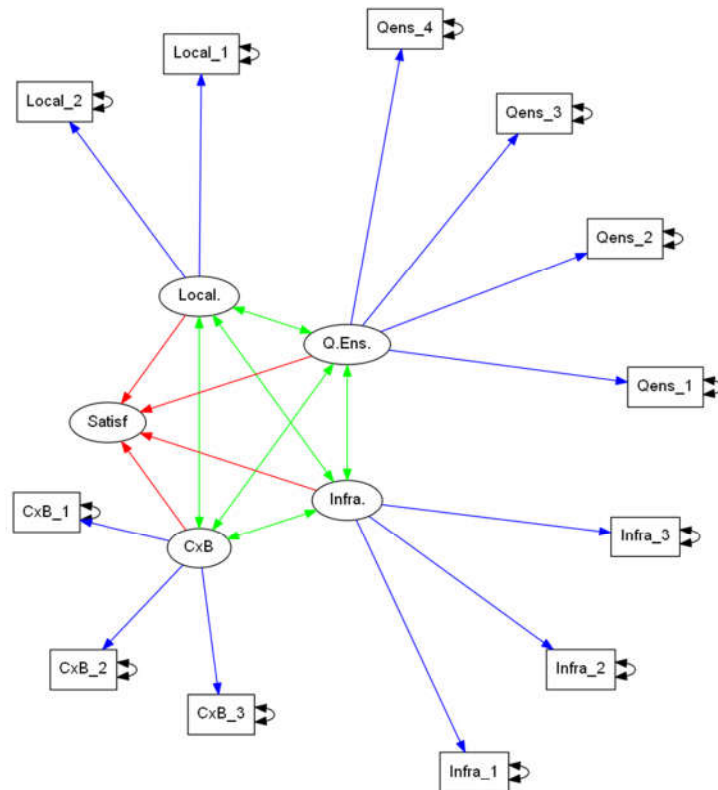 Qens_4
Local_1
Local_2
Qens_3
Qens_2
Local.
Q.Ens.
Qens_1
Satisf
Infra.
CxB_1
Infra_3
CxB
CxB_2
Infra_2
CxB_3
Infra_1